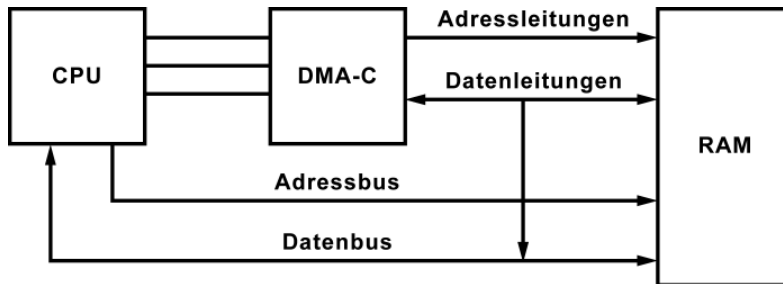 Adressleitungen
CPU
DMA-C
Datenleitungen
RAM
Adressbus
Datenbus